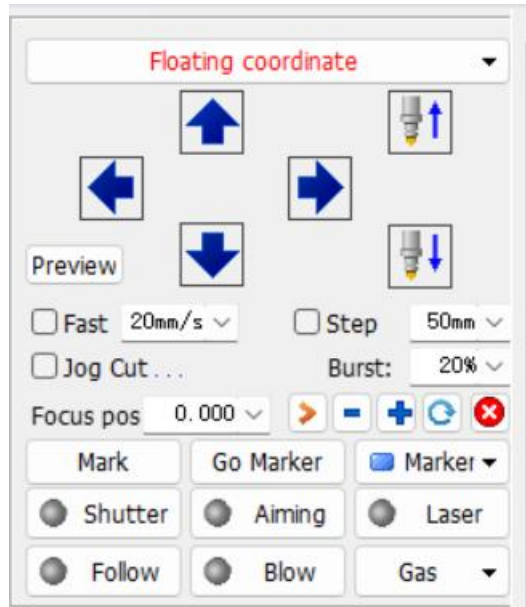 Floating coordinate
Preview
Fast 20mm/s Step 50mm
Jog Cut... Burst: 20%
Focus pos 0.000
Mark Go Marker Marker
Shutter Aiming Laser
Follow Blow Gas